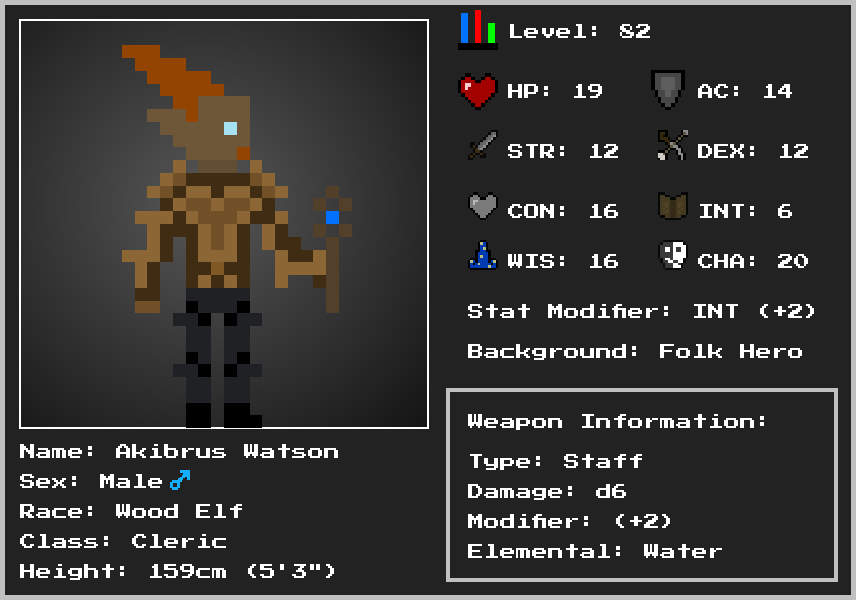 Level: 82
HP: 19 AC: 14
STR: 12 DEX: 12
CON: 16 INT: 6
WIS: 16 CHA: 20
Stat Modifier: INT (+2)
Background: Folk Hero
Weapon Information:
Type: Staff
Damage: d6
Modifier: (+2)
Elemental: Water
Name: Akibrus Watson
Sex: Male♂
Race: Wood Elf
Class: Cleric
Height: 159cm (5'3")